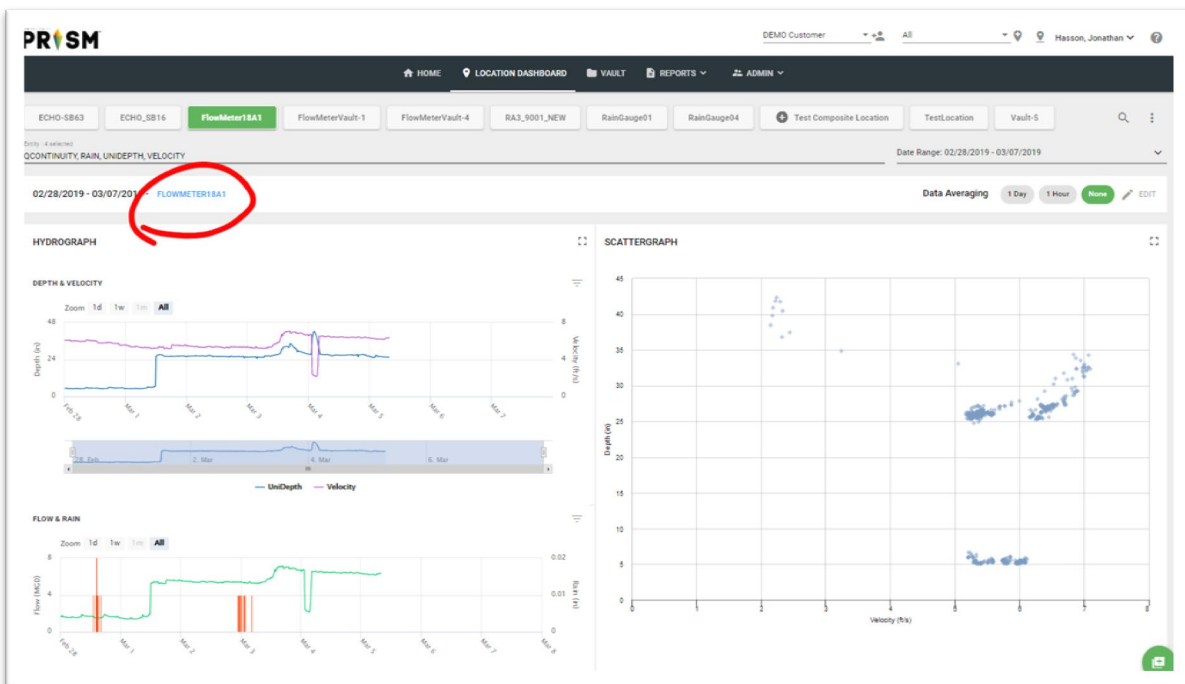 PRISM
DEMO Customer
All
Hasson, Jonathan
HOME LOCATION DASHBOARD VAULT REPORTS ADMIN
ECHO-SB63 ECHO_SB16 FlowMeter18A1 FlowMeterVault-1 FlowMeterVault-4 RA3_9001_NEW RainGauge01 RainGauge04 Test Composite Location TestLocation Vault-5
Entity : 4 selected
QCONTINUITY, RAIN, UNIDEPTH, VELOCITY
Date Range: 02/28/2019 - 03/07/2019
02/28/2019 - 03/07/201 - FLOWMETER18A1
Data Averaging 1 Day 1 Hour None EDIT
HYDROGRAPH
DEPTH & VELOCITY
Zoom 1d 1w 1m All
48
24
0
Depth (in)
8
4
0
Velocity (ft/s)
Feb 28 Mar 1 Mar 2 Mar 3 Mar 4 Mar 5 Mar 6 Mar 7
28. Feb 2. Mar 4. Mar 6. Mar
UniDepth Velocity
FLOW & RAIN
Zoom 1d 1w 1m All
8
4
0
Flow (MGD)
0.02
0.01
0
Rain (in)
Feb 28 Mar 1 Mar 2 Mar 3 Mar 4 Mar 5 Mar 6 Mar 7 Mar 8
SCATTERGRAPH
45
40
35
30
25
20
15
10
5
0
Depth (in)
0 1 2 3 4 5 6 7 8
Velocity (ft/s)